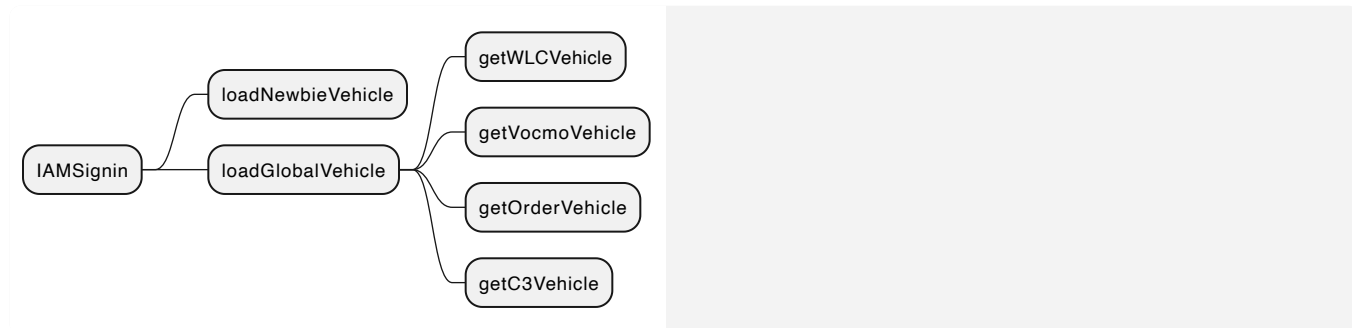 IAMSignin
loadNewbieVehicle
loadGlobalVehicle
getWLCVehicle
getVocmoVehicle
getOrderVehicle
getC3Vehicle